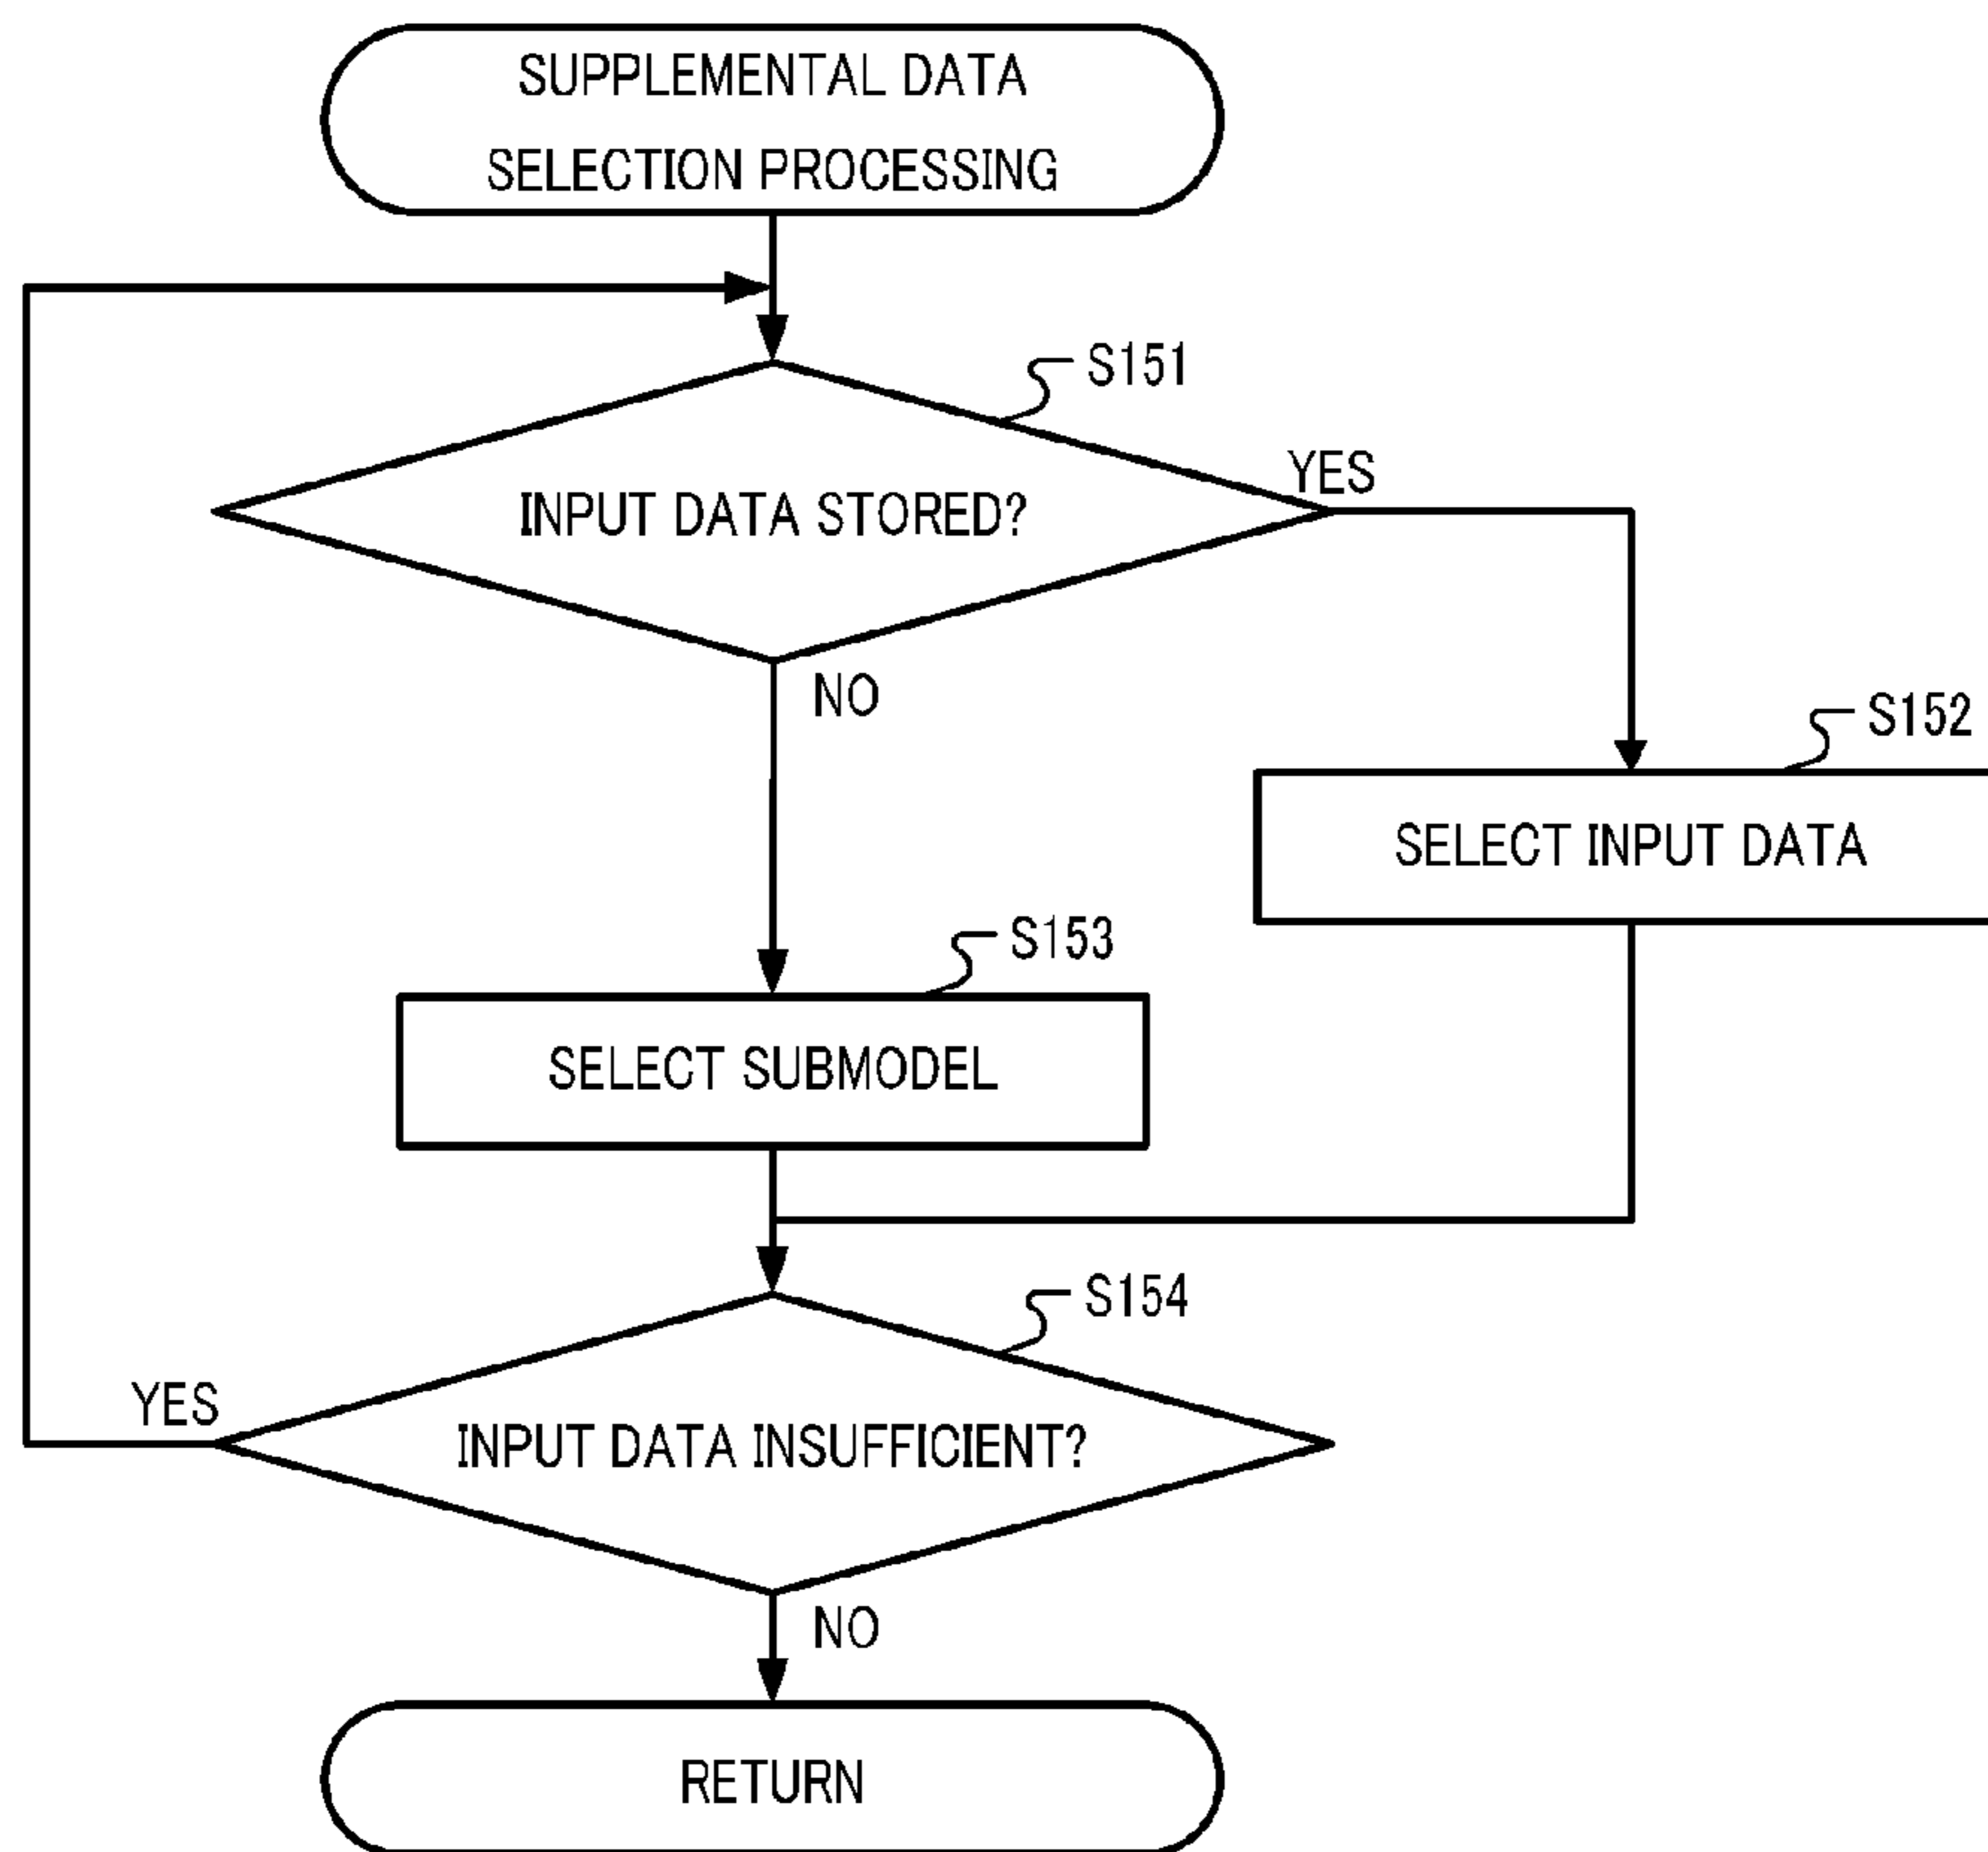 SUPPLEMENTAL DATA
SELECTION PROCESSING
S151
INPUT DATA STORED?
YES
NO
S152
SELECT INPUT DATA
S153
SELECT SUBMODEL
S154
YES
INPUT DATA INSUFFICIENT?
NO
RETURN